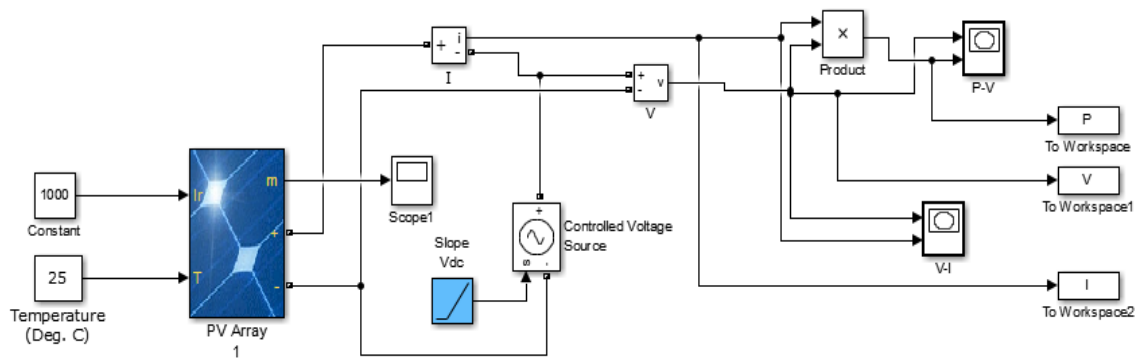 +
i
-
I
+
-
v
V
×
Product
P-V
P
To Workspace
V
To Workspace1
V-I
I
To Workspace2
1000
Constant
25
Temperature
(Deg. C)
Ir
T
m
+
-
PV Array
1
Scope1
Slope
Vdc
+
s
-
Controlled Voltage
Source